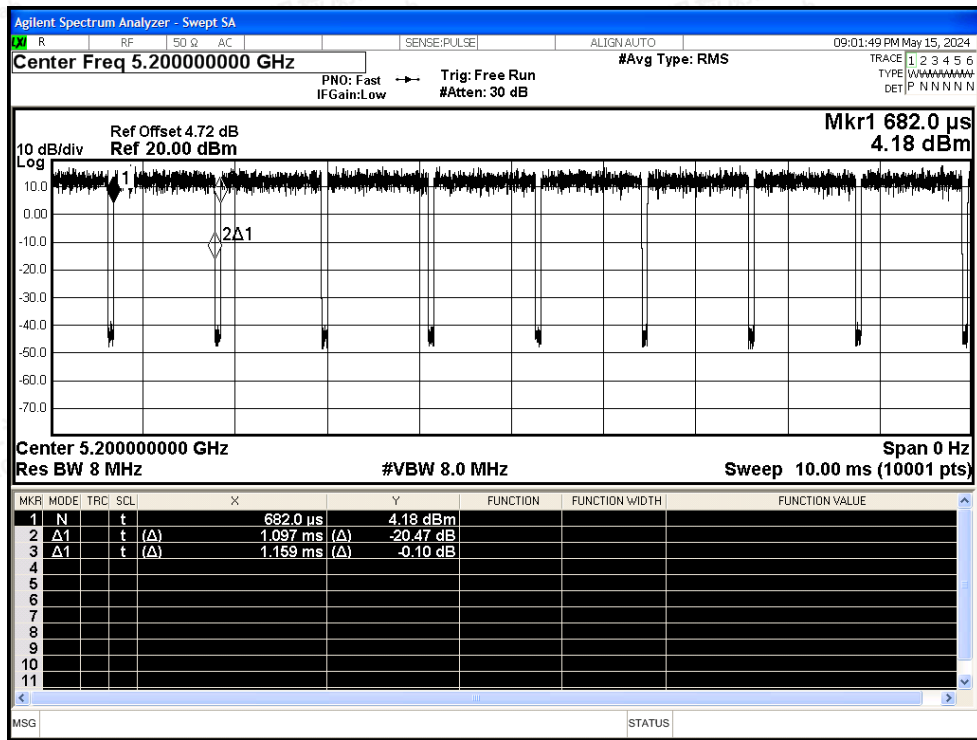 Agilent Spectrum Analyzer - Swept SA
LXI R RF 50 Ω AC SENSE:PULSE ALIGN AUTO 09:01:49 PM May 15, 2024
Center Freq 5.200000000 GHz #Avg Type: RMS TRACE 1 2 3 4 5 6
PNO: Fast Trig: Free Run TYPE WWWWWW
IFGain:Low #Atten: 30 dB DET P N N N N N
Mkr1 682.0 µs
Ref Offset 4.72 dB
10 dB/div Ref 20.00 dBm 4.18 dBm
Log
1
10.0
0.00
2Δ1
-10.0
-20.0
-30.0
-40.0
-50.0
-60.0
-70.0
Center 5.200000000 GHz Span 0 Hz
Res BW 8 MHz #VBW 8.0 MHz Sweep 10.00 ms (10001 pts)
MKR MODE TRC SCL X Y FUNCTION FUNCTION WIDTH FUNCTION VALUE
1 N t 682.0 µs 4.18 dBm
2 Δ1 t (Δ) 1.097 ms (Δ) -20.47 dB
3 Δ1 t (Δ) 1.159 ms (Δ) -0.10 dB
4
5
6
7
8
9
10
11
MSG STATUS